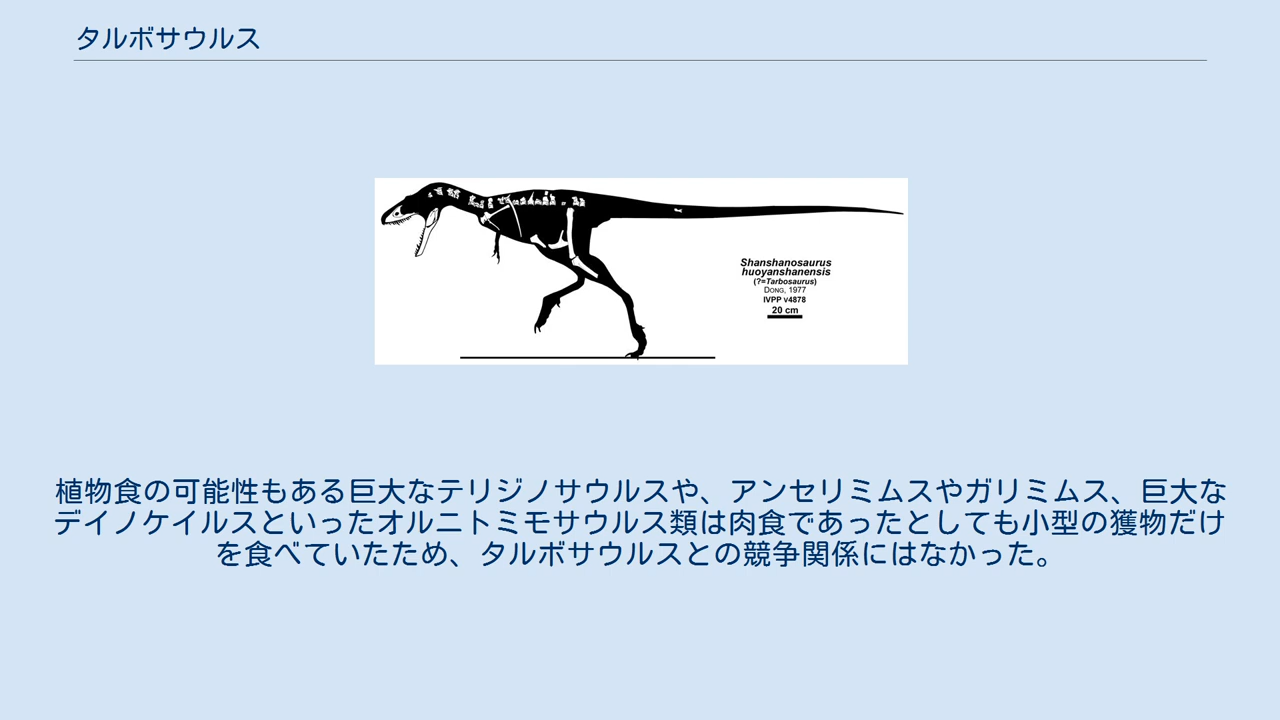 タルボサウルス
Shanshanosaurus
huoyanshanensis
(?=Tarbosaurus)
Dong, 1977
IVPP v4878
20 cm
植物食の可能性もある巨大なテリジノサウルスや、アンセリミムスやガリミムス、巨大な
デイノケイルスといったオルニトミモサウルス類は肉食であったとしても小型の獲物だけ
を食べていたため、タルボサウルスとの競争関係にはなかった。